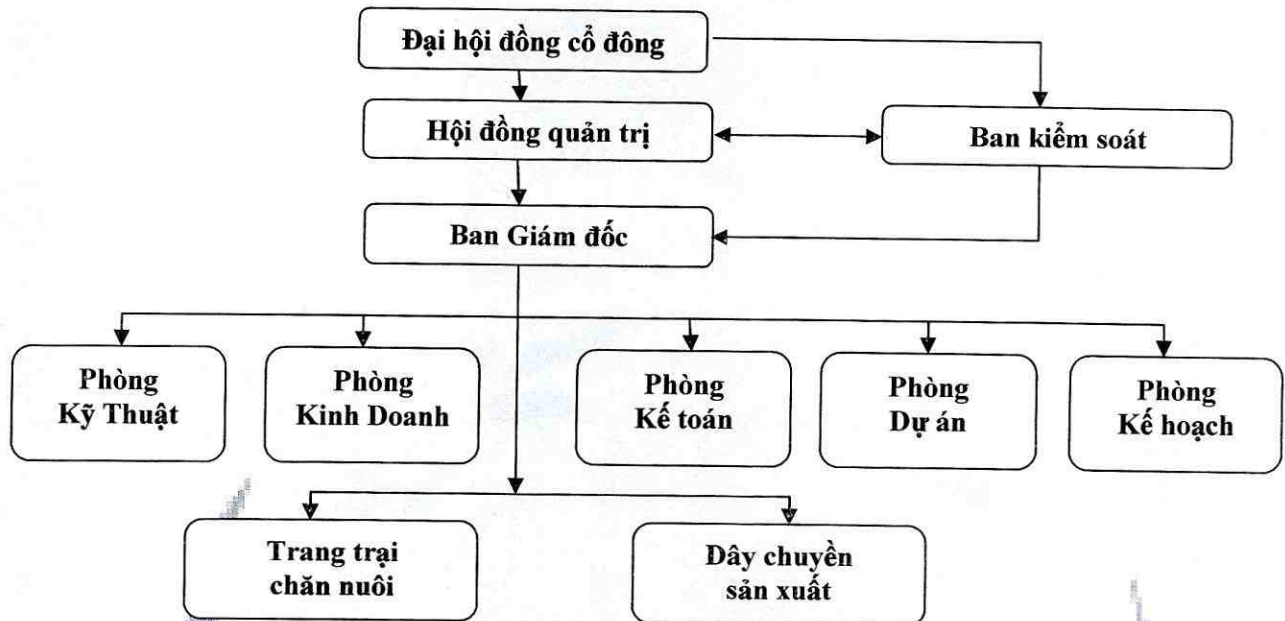 Đại hội đồng cổ đông
Hội đồng quản trị
Ban kiểm soát
Ban Giám đốc
Phòng
Kỹ Thuật
Phòng
Kinh Doanh
Phòng
Kế toán
Phòng
Dự án
Phòng
Kế hoạch
Trang trại
chăn nuôi
Dây chuyền
sản xuất